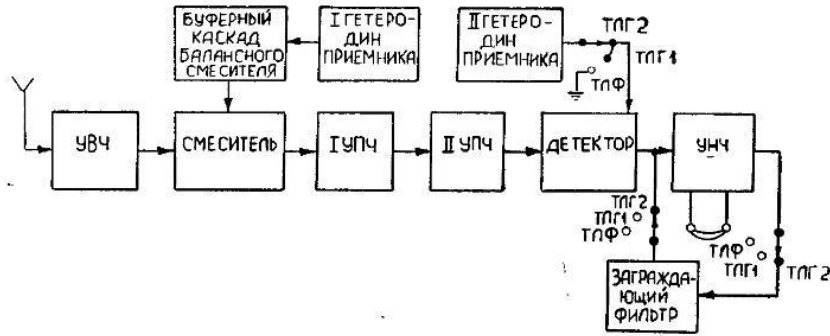 БУФЕРНЫЙ
КАСКАД
БАЛАНСНОГО
СМЕСИТЕЛЯ
I ГЕТЕРО-
ДИН
ПРИЕМНИКА
II ГЕТЕРО-
ДИН
ПРИЕМНИКА
ТЛГ2
ТЛГ1
ТЛФ
УВЧ
СМЕСИТЕЛЬ
I УПЧ
II УПЧ
ДЕТЕКТОР
УНЧ
ТЛГ2
ТЛГ1
ТЛФ
ТЛФ
ТЛГ1
ТЛГ2
ЗАГРАЖДА-
ЮЩИЙ
ФИЛЬТР